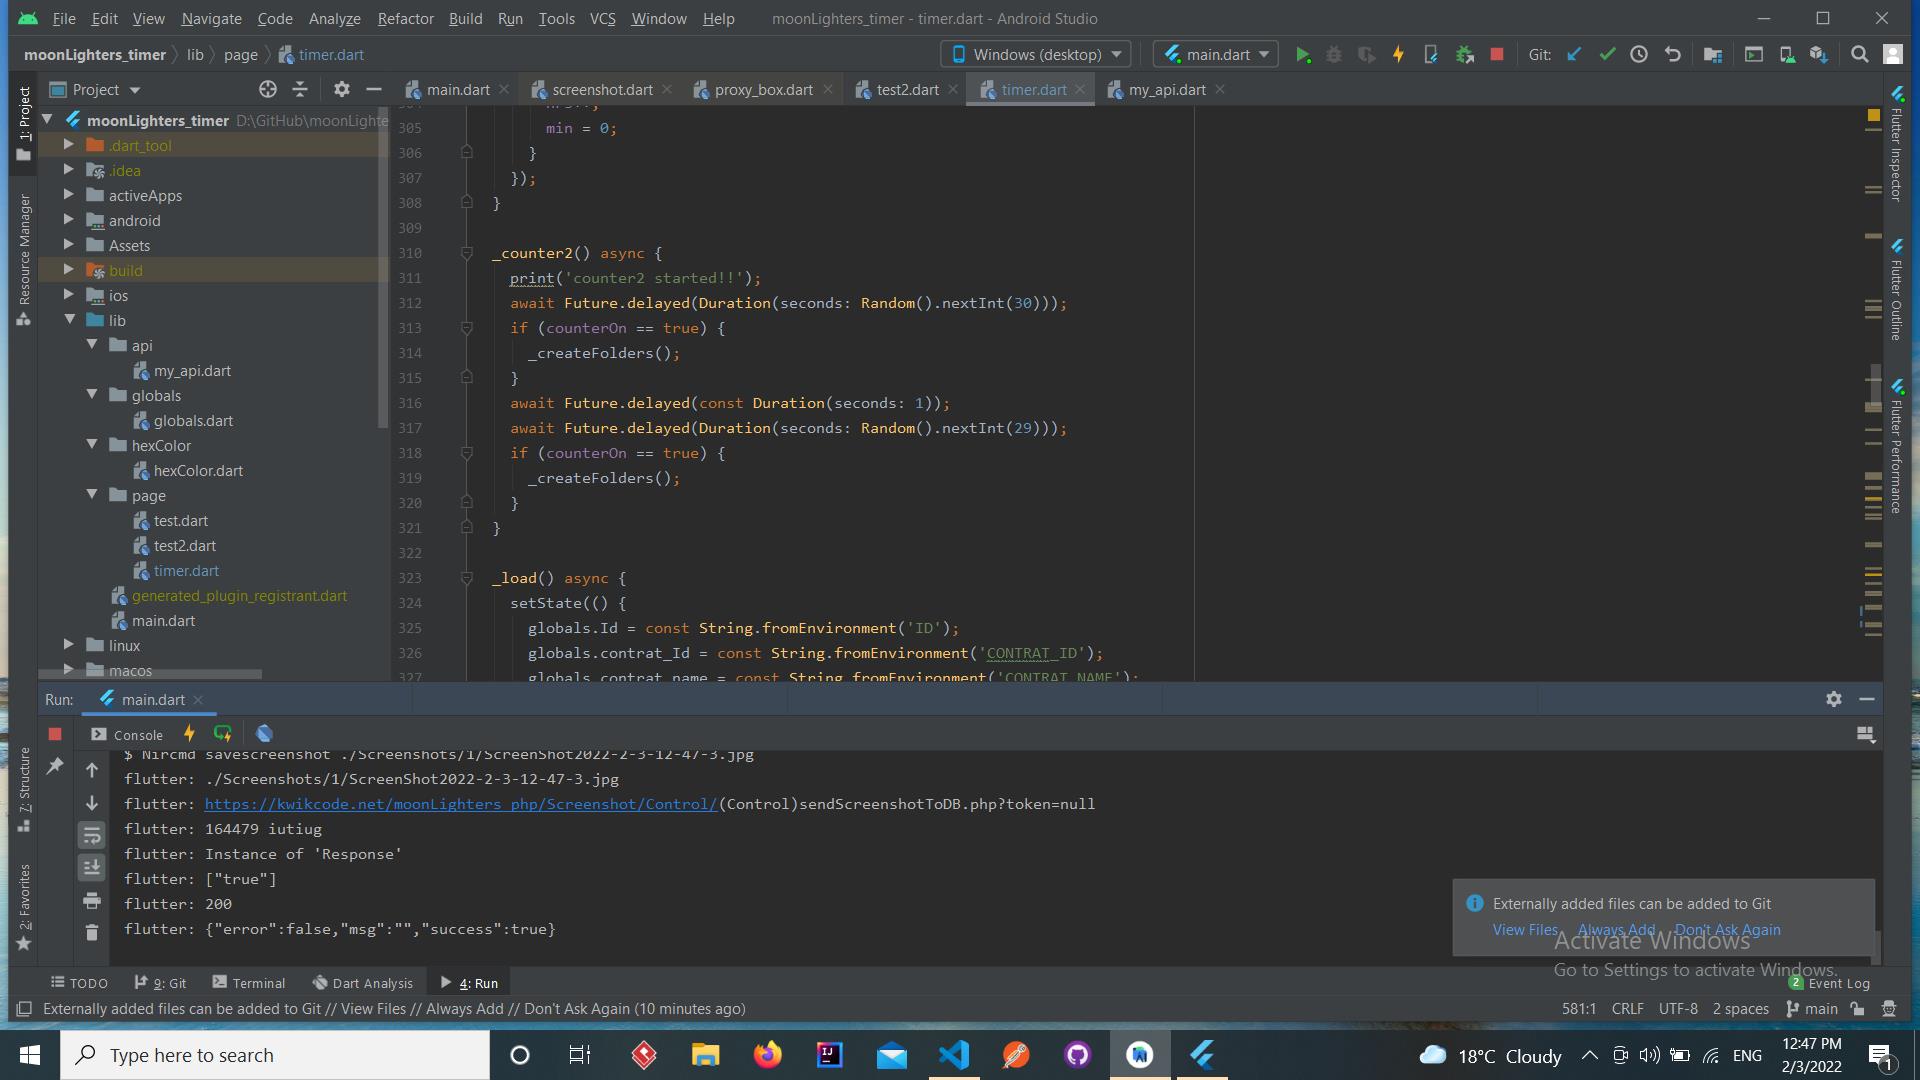 File Edit View Navigate Code Analyze Refactor Build Run Tools VCS Window Help moonLighters_timer - timer.dart - Android Studio
moonLighters_timer lib page timer.dart Windows (desktop) main.dart Git:
Project main.dart screenshot.dart proxy_box.dart test2.dart timer.dart my_api.dart
1: Project
Resource Manager
7: Structure
2: Favorites
moonLighters_timer D:\GitHub\moonLighte
.dart_tool
.idea
activeApps
android
Assets
build
ios
lib
api
my_api.dart
globals
globals.dart
hexColor
hexColor.dart
page
test.dart
test2.dart
timer.dart
generated_plugin_registrant.dart
main.dart
linux
macos
305 min = 0;
306 }
307 });
308 }
309
310 _counter2() async {
311 print('counter2 started!!');
312 await Future.delayed(Duration(seconds: Random().nextInt(30)));
313 if (counterOn == true) {
314 _createFolders();
315 }
316 await Future.delayed(const Duration(seconds: 1));
317 await Future.delayed(Duration(seconds: Random().nextInt(29)));
318 if (counterOn == true) {
319 _createFolders();
320 }
321 }
322
323 _load() async {
324 setState(() {
325 globals.Id = const String.fromEnvironment('ID');
326 globals.contrat_Id = const String.fromEnvironment('CONTRAT_ID');
327 globals.contrat_name = const String.fromEnvironment('CONTRAT_NAME');
Flutter Inspector
Flutter Outline
Flutter Performance
Run: main.dart
Console
$ Nircmd savescreenshot ./Screenshots/1/ScreenShot2022-2-3-12-47-3.jpg
flutter: ./Screenshots/1/ScreenShot2022-2-3-12-47-3.jpg
flutter: https://kwikcode.net/moonLighters_php/Screenshot/Control/(Control)sendScreenshotToDB.php?token=null
flutter: 164479 iutiug
flutter: Instance of 'Response'
flutter: ["true"]
flutter: 200
flutter: {"error":false,"msg":"","success":true}
Externally added files can be added to Git
View Files Always Add Don't Ask Again
Activate Windows
Go to Settings to activate Windows.
TODO 9: Git Terminal Dart Analysis 4: Run 2 Event Log
Externally added files can be added to Git // View Files // Always Add // Don't Ask Again (10 minutes ago) 581:1 CRLF UTF-8 2 spaces main
Type here to search 18°C Cloudy ENG 12:47 PM
2/3/2022 1